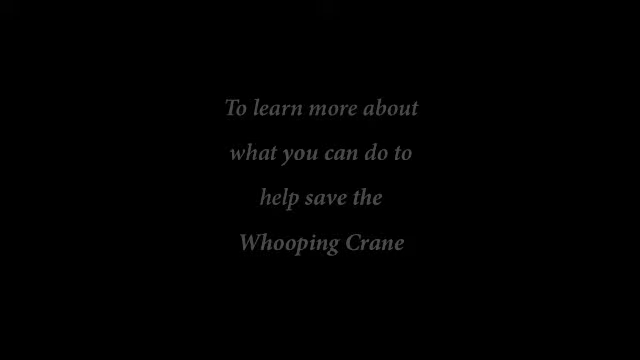 To learn more about
what you can do to
help save the
Whooping Crane